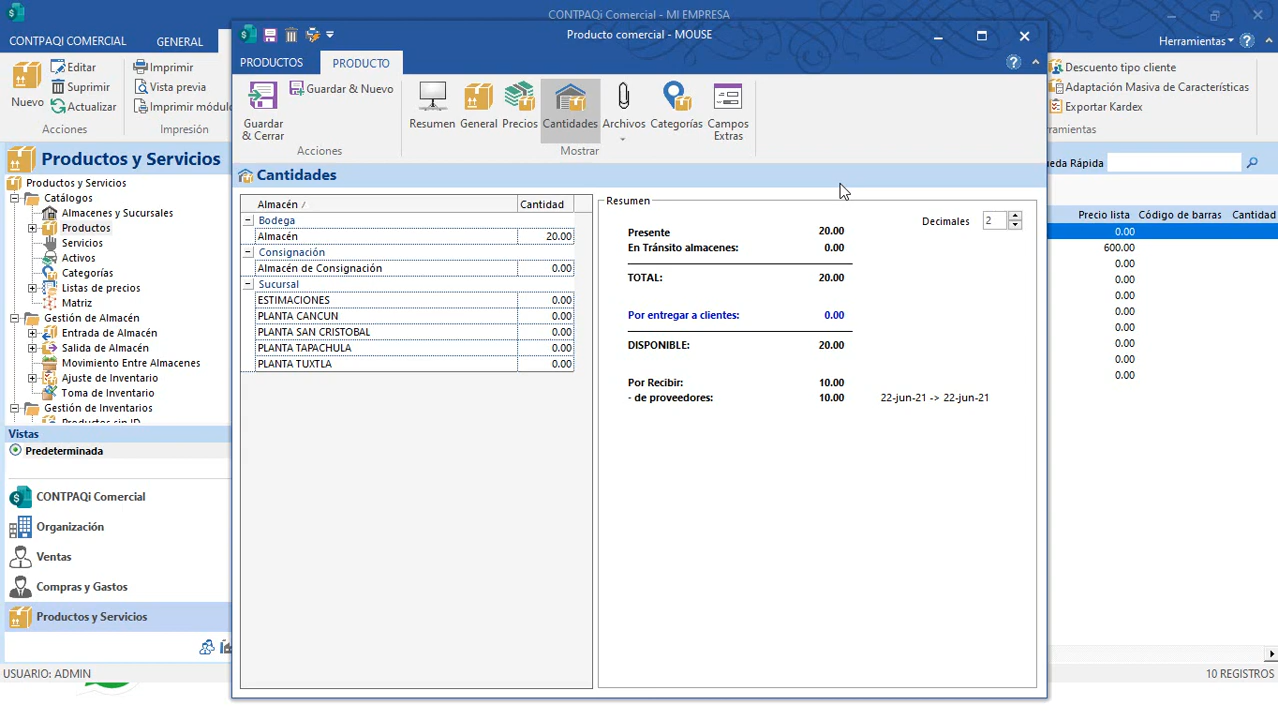 CONTPAQi Comercial - MI EMPRESA
CONTPAQI COMERCIAL
GENERAL
Herramientas
Nuevo
Editar
Suprimir
Actualizar
Acciones
Imprimir
Vista previa
Imprimir módul
Impresión
Descuento tipo cliente
Adaptación Masiva de Características
Exportar Kardex
ramientas
Productos y Servicios
ueda Rápida
Productos y Servicios
Catálogos
Almacenes y Sucursales
Productos
Servicios
Activos
Categorías
Listas de precios
Matriz
Gestión de Almacén
Entrada de Almacén
Salida de Almacén
Movimiento Entre Almacenes
Ajuste de Inventario
Toma de Inventario
Gestión de Inventarios
Productos sin ID
Vistas
Predeterminada
CONTPAQi Comercial
Organización
Ventas
Compras y Gastos
Productos y Servicios
USUARIO: ADMIN
Producto comercial - MOUSE
PRODUCTOS
PRODUCTO
Guardar & Cerrar
Guardar & Nuevo
Acciones
Resumen
General
Precios
Cantidades
Archivos
Categorías
Campos Extras
Mostrar
Cantidades
Almacén / Cantidad
Bodega
Almacén 20.00
Consignación
Almacén de Consignación 0.00
Sucursal
ESTIMACIONES 0.00
PLANTA CANCUN 0.00
PLANTA SAN CRISTOBAL 0.00
PLANTA TAPACHULA 0.00
PLANTA TUXTLA 0.00
Resumen
Decimales 2
Presente 20.00
En Tránsito almacenes: 0.00
TOTAL: 20.00
Por entregar a clientes: 0.00
DISPONIBLE: 20.00
Por Recibir: 10.00
- de proveedores: 10.00 22-jun-21 -> 22-jun-21
Precio lista Código de barras Cantidad
0.00
600.00
0.00
0.00
0.00
0.00
0.00
0.00
0.00
0.00
10 REGISTROS